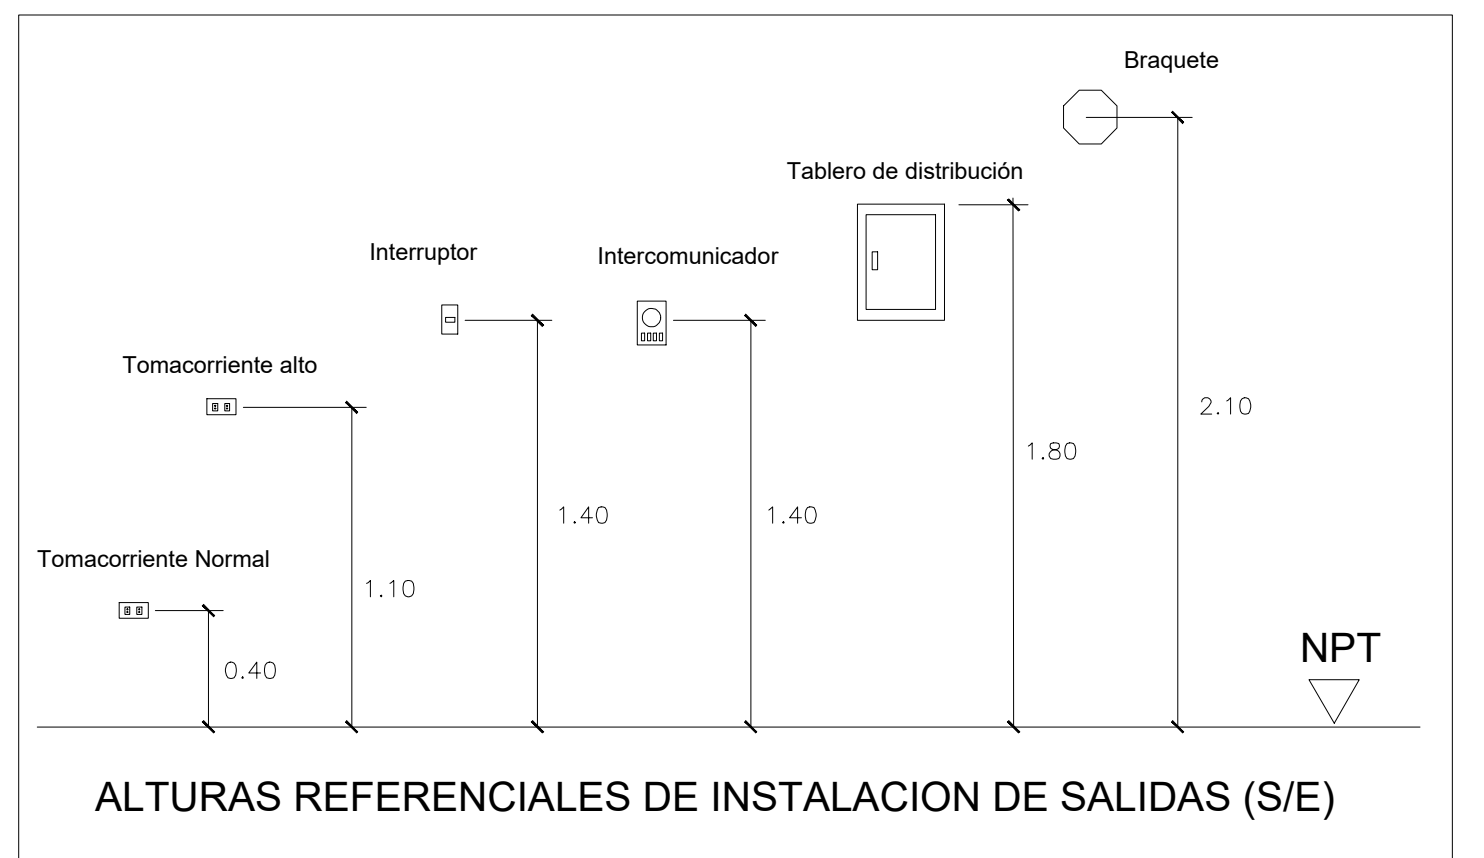 Braquete
Tablero de distribución
Interruptor
Intercomunicador
Tomacorriente alto
2.10
1.80
1.40
1.40
Tomacorriente Normal
1.10
NPT
0.40
ALTURAS REFERENCIALES DE INSTALACION DE SALIDAS (S/E)